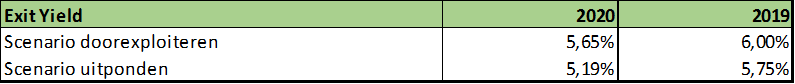 Exit Yield 2020 2019
Scenario doorexploiteren 5,65% 6,00%
Scenario uitponden 5,19% 5,75%